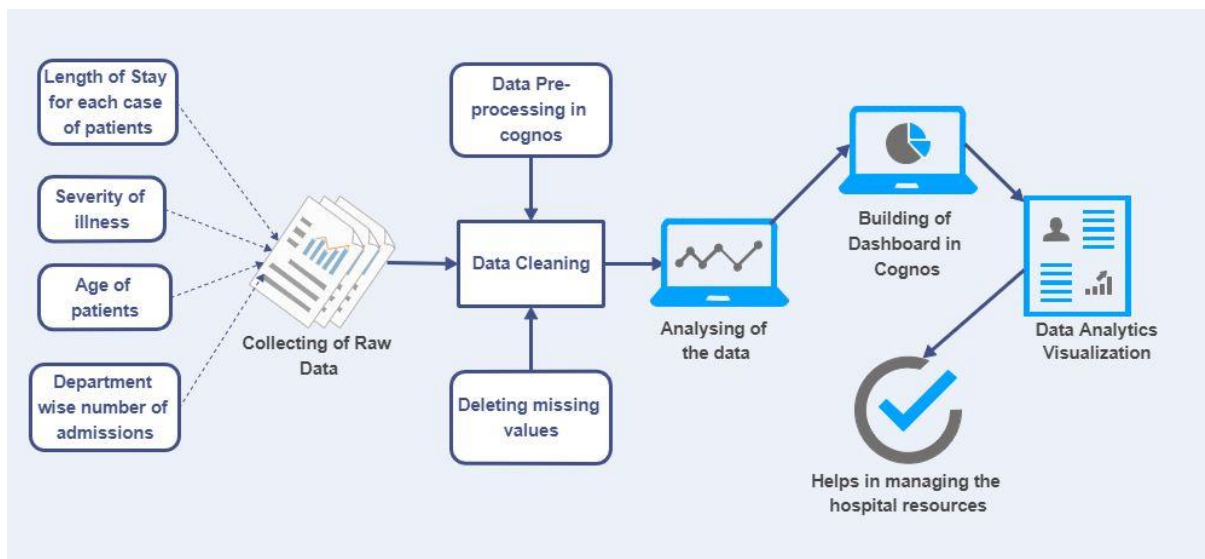 Length of Stay
for each case
of patients
Severity of
illness
Age of
patients
Department
wise number of
admissions
Collecting of Raw
Data
Data Pre-
processing in
cognos
Data Cleaning
Deleting missing
values
Analysing of
the data
Building of
Dashboard in
Cognos
Data Analytics
Visualization
Helps in managing the
hospital resources